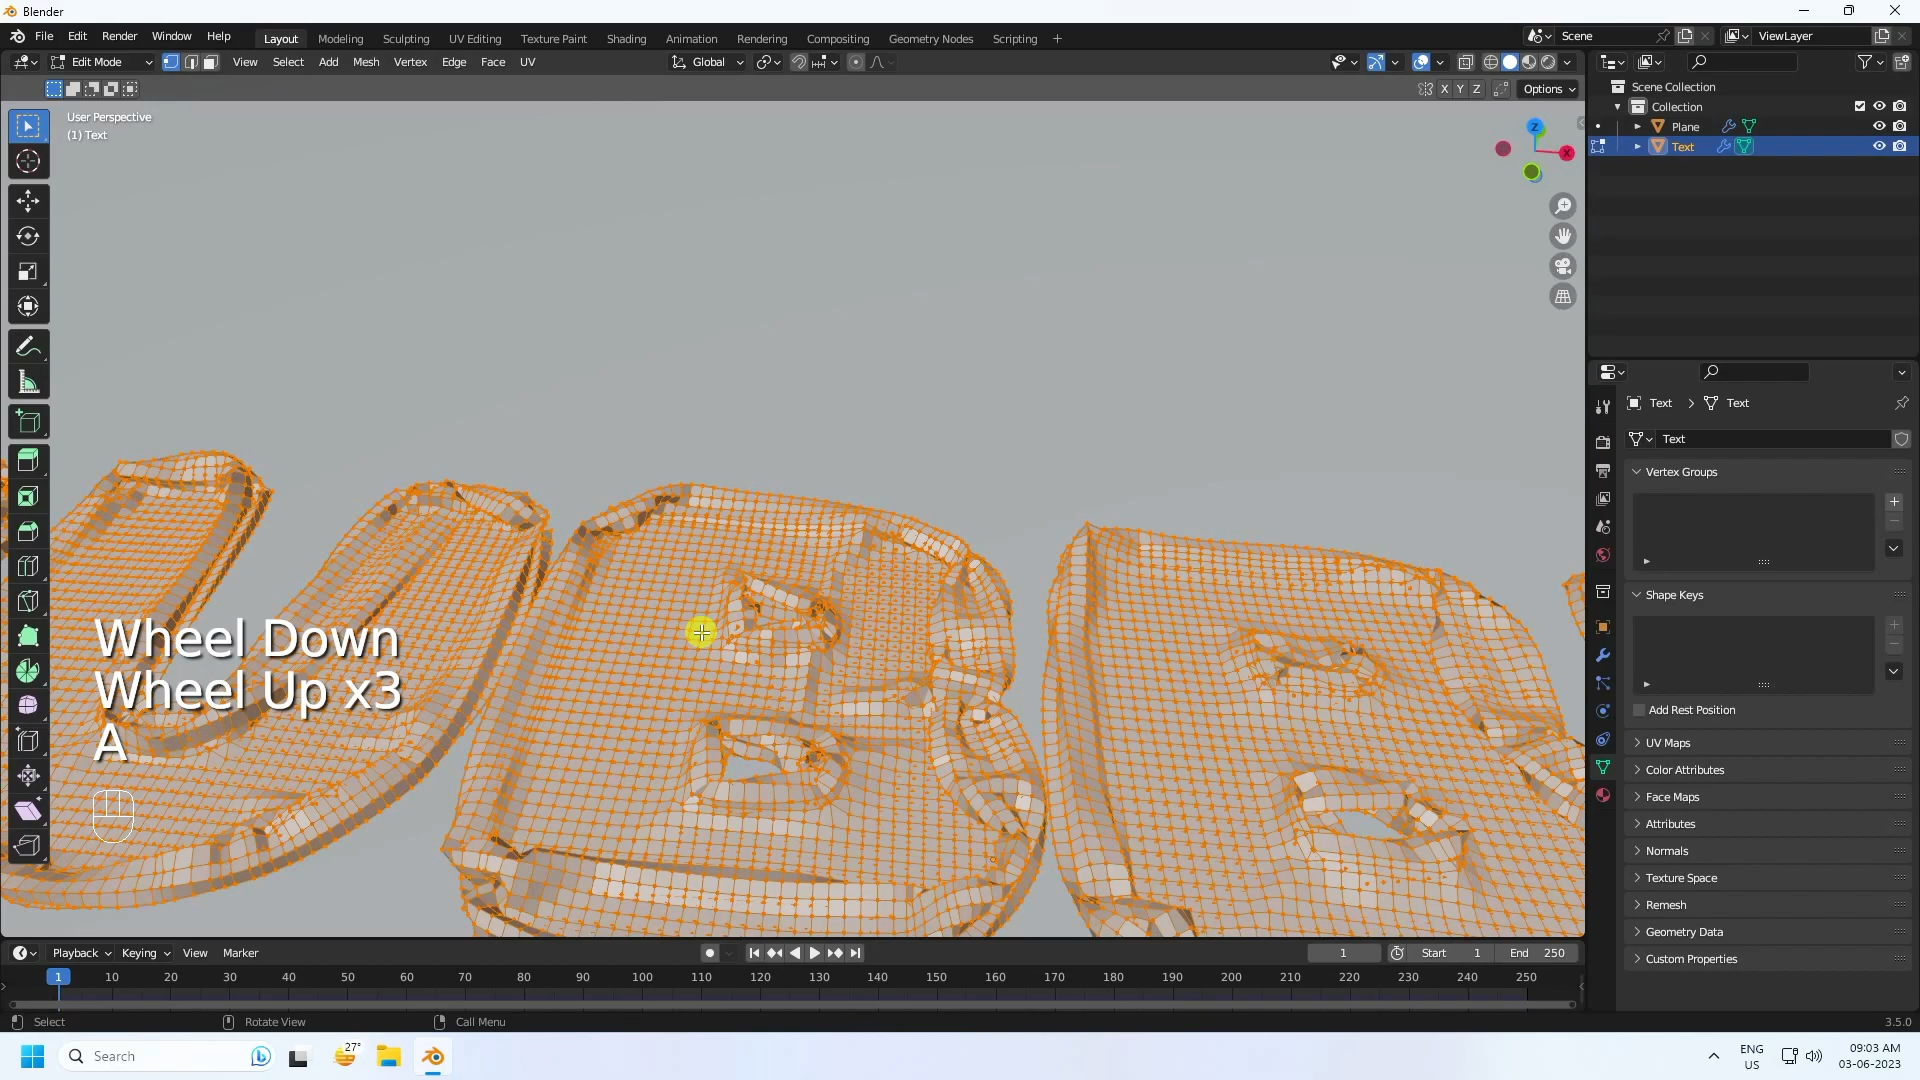 Blender
File Edit Render Window Help
Layout Modeling Sculpting UV Editing Texture Paint Shading Animation Rendering Compositing Geometry Nodes Scripting +
Scene
ViewLayer
Edit Mode
View Select Add Mesh Vertex Edge Face UV
Global
X Y Z Options
User Perspective
(1) Text
Z
X
Scene Collection
Collection
Plane
Text
Text > Text
Text
Vertex Groups
Shape Keys
Add Rest Position
UV Maps
Color Attributes
Face Maps
Attributes
Normals
Texture Space
Remesh
Geometry Data
Custom Properties
Wheel Down
Wheel Up x3
A
Playback Keying View Marker
1 Start 1 End 250
1 10 20 30 40 50 60 70 80 90 100 110 120 130 140 150 160 170 180 190 200 210 220 230 240 250
Select Rotate View Call Menu
3.5.0
Search
27°
ENG
US
09:03 AM
03-06-2023